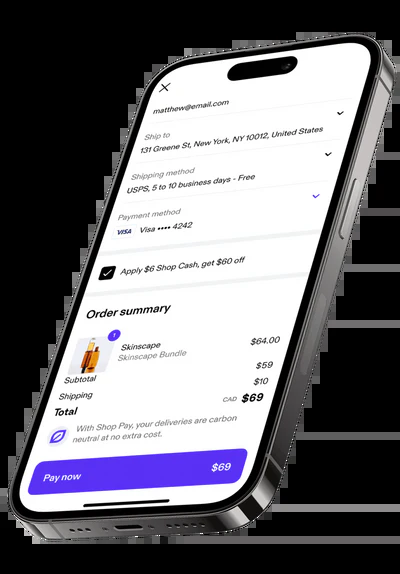 matthew@email.com
Ship to
131 Greene St, New York, NY 10012, United States
Shipping method
USPS, 5 to 10 business days - Free
Payment method
VISA Visa •••• 4242
Apply $6 Shop Cash, get $60 off
Order summary
1
Skinscape $64.00
Skinscape Bundle
Subtotal $59
Shipping $10
Total CAD $69
With Shop Pay, your deliveries are carbon
neutral at no extra cost.
Pay now $69